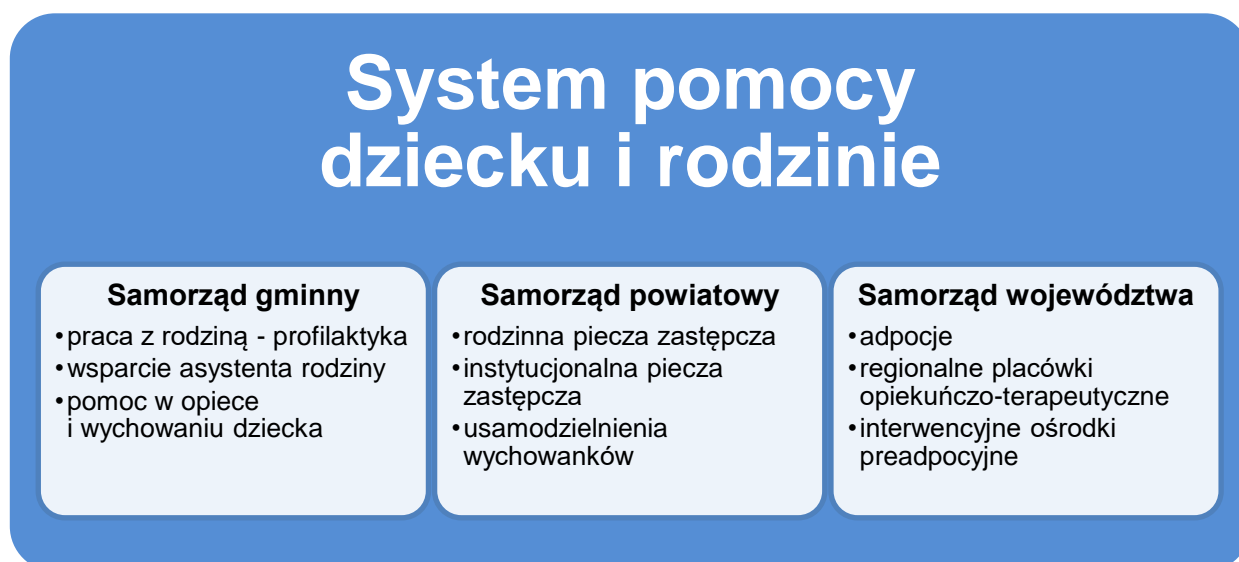 System pomocy
dziecku i rodzinie
Samorząd gminny
•praca z rodziną - profilaktyka
•wsparcie asystenta rodziny
•pomoc w opiece
i wychowaniu dziecka
Samorząd powiatowy
•rodzinna piecza zastępcza
•instytucjonalna piecza
zastępcza
•usamodzielnienia
wychowanków
Samorząd województwa
•adpocje
•regionalne placówki
opiekuńczo-terapeutyczne
•interwencyjne ośrodki
preadpocyjne